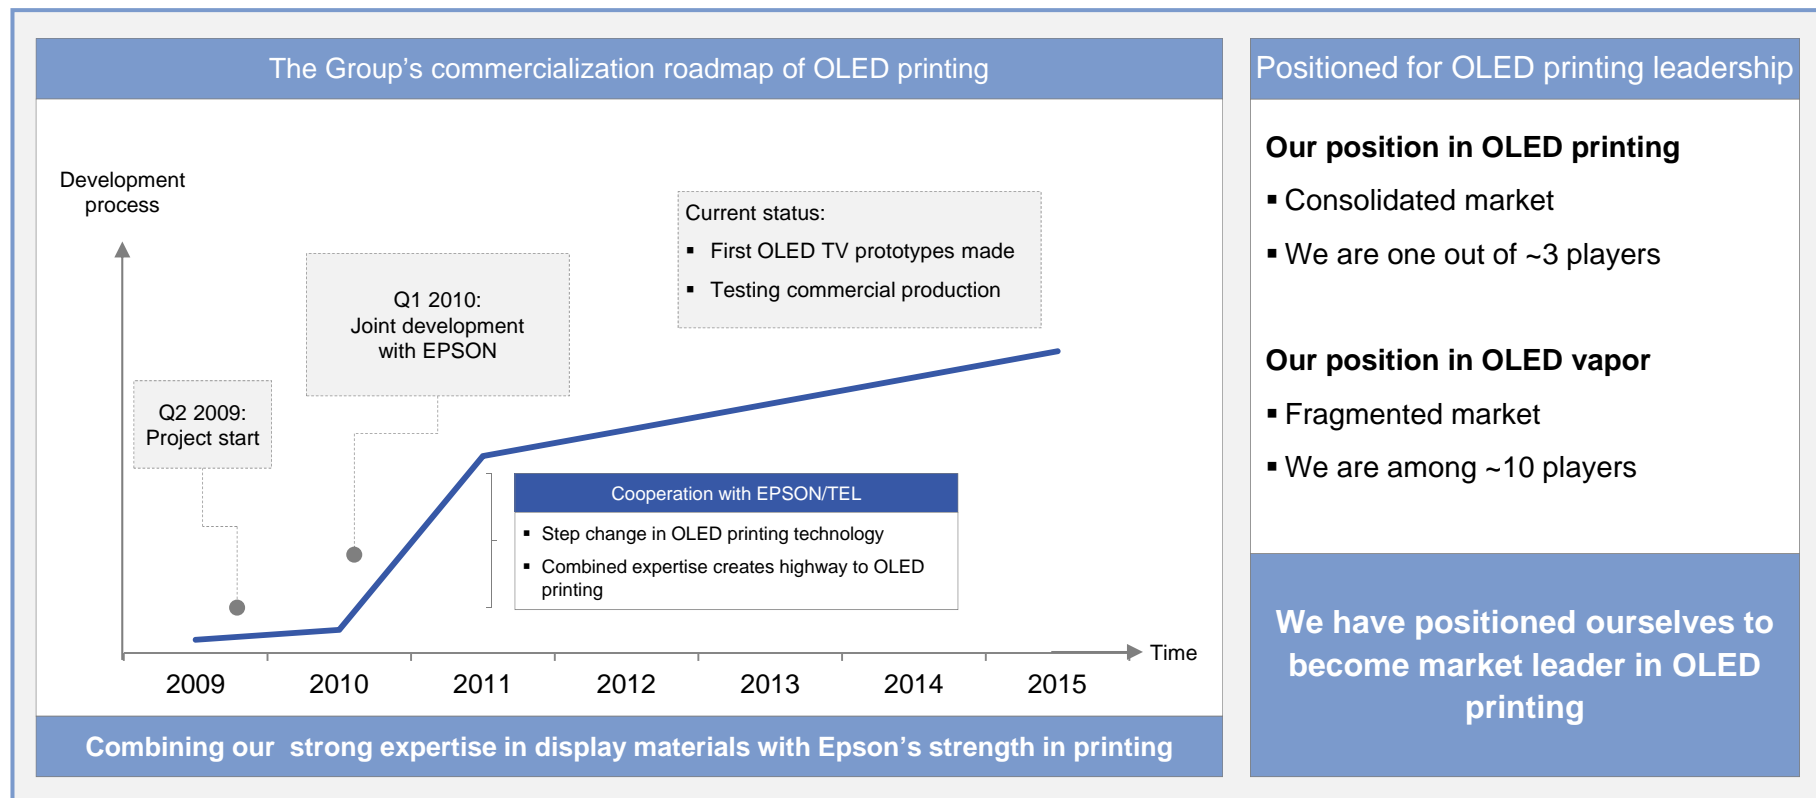 The Group's commercialization roadmap of OLED printing
Development
process
Q2 2009:
Project start
Q1 2010:
Joint development
with EPSON
Current status:
▪ First OLED TV prototypes made
▪ Testing commercial production
Cooperation with EPSON/TEL
▪ Step change in OLED printing technology
▪ Combined expertise creates highway to OLED
printing
Time
2009 2010 2011 2012 2013 2014 2015
Combining our strong expertise in display materials with Epson's strength in printing
Positioned for OLED printing leadership
Our position in OLED printing
▪ Consolidated market
▪ We are one out of ~3 players
Our position in OLED vapor
▪ Fragmented market
▪ We are among ~10 players
We have positioned ourselves to
become market leader in OLED
printing